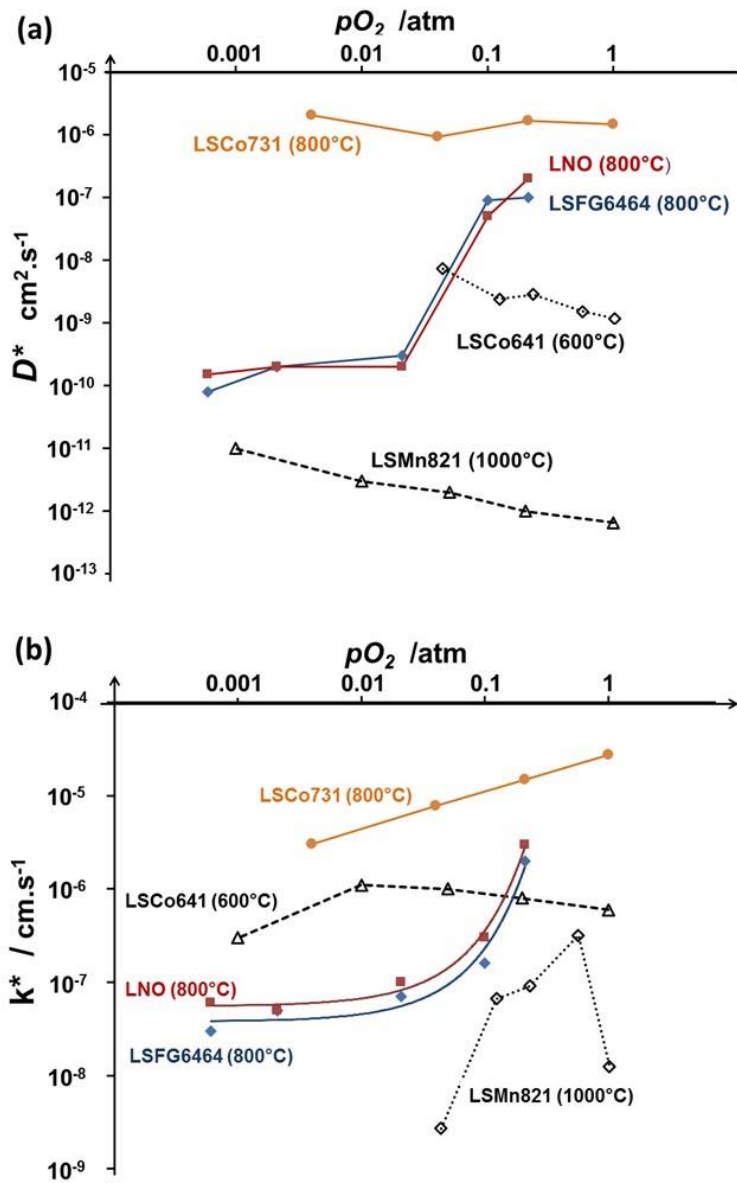 (a)
pO₂ /atm
0.001 0.01 0.1 1
10⁻⁵
10⁻⁶
10⁻⁷
10⁻⁸
10⁻⁹
10⁻¹⁰
10⁻¹¹
10⁻¹²
10⁻¹³
D* cm².s⁻¹
LSCo731 (800°C)
LNO (800°C)
LSFG6464 (800°C)
LSCo641 (600°C)
LSMn821 (1000°C)
(b)
pO₂ /atm
0.001 0.01 0.1 1
10⁻⁴
10⁻⁵
10⁻⁶
10⁻⁷
10⁻⁸
10⁻⁹
k* / cm.s⁻¹
LSCo731 (800°C)
LSCo641 (600°C)
LNO (800°C)
LSFG6464 (800°C)
LSMn821 (1000°C)